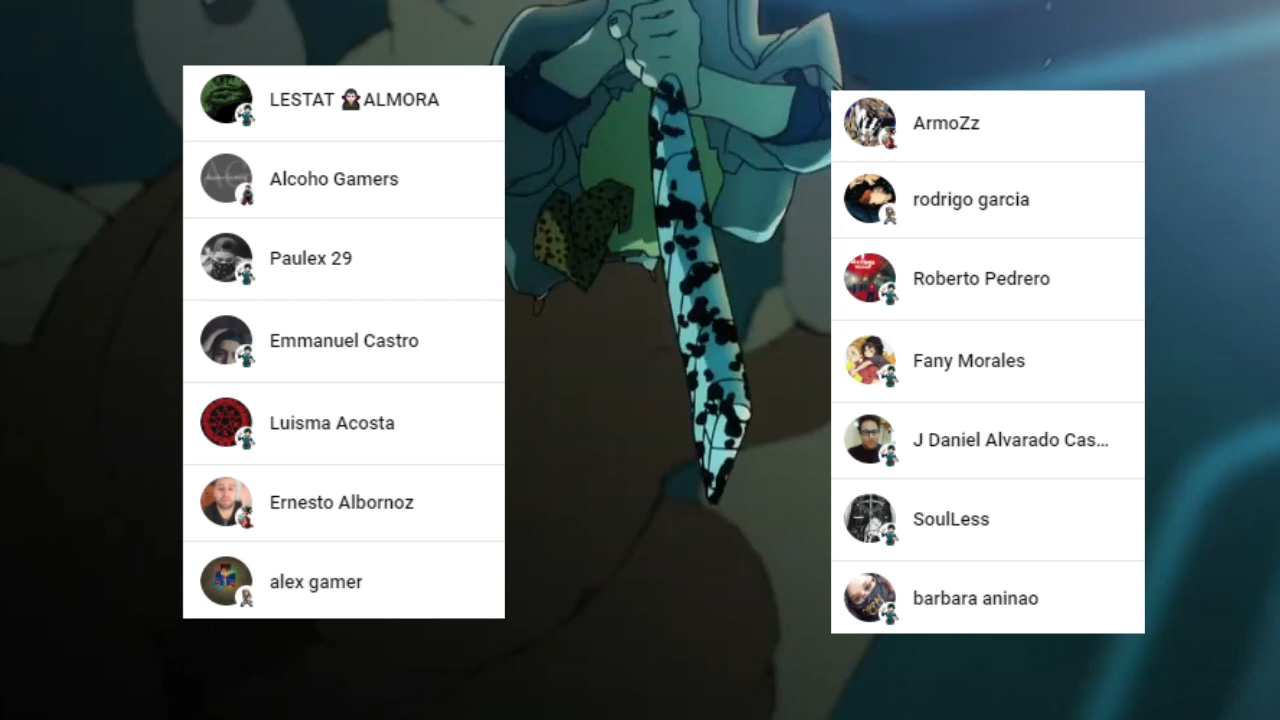 LESTAT 🧛🏻‍♂️ALMORA
Alcoho Gamers
Paulex 29
Emmanuel Castro
Luisma Acosta
Ernesto Albornoz
alex gamer
ArmoZz
rodrigo garcia
Roberto Pedrero
Fany Morales
J Daniel Alvarado Cas...
SoulLess
barbara aninao